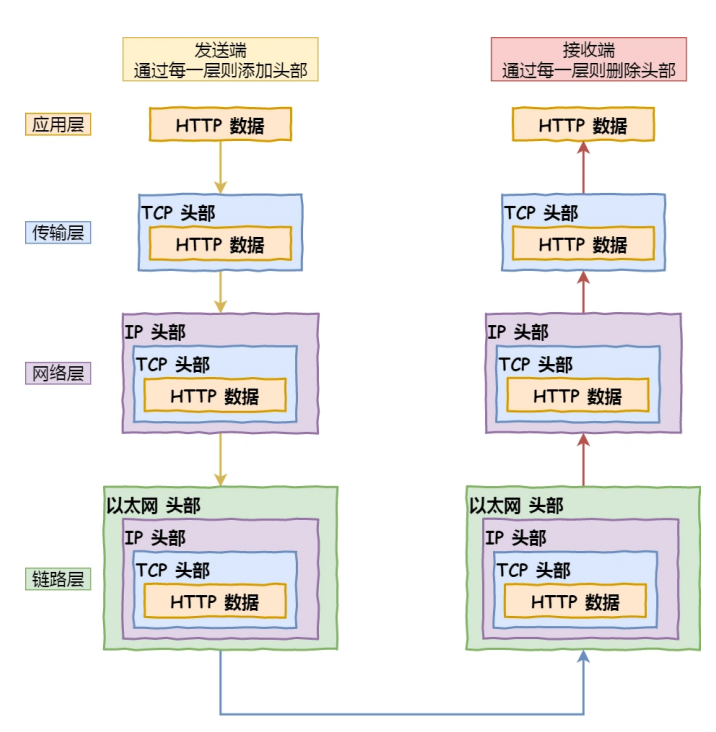 发送端
通过每一层则添加头部
接收端
通过每一层则删除头部
应用层
HTTP 数据
HTTP 数据
传输层
TCP 头部
HTTP 数据
TCP 头部
HTTP 数据
网络层
IP 头部
TCP 头部
HTTP 数据
IP 头部
TCP 头部
HTTP 数据
链路层
以太网 头部
IP 头部
TCP 头部
HTTP 数据
以太网 头部
IP 头部
TCP 头部
HTTP 数据